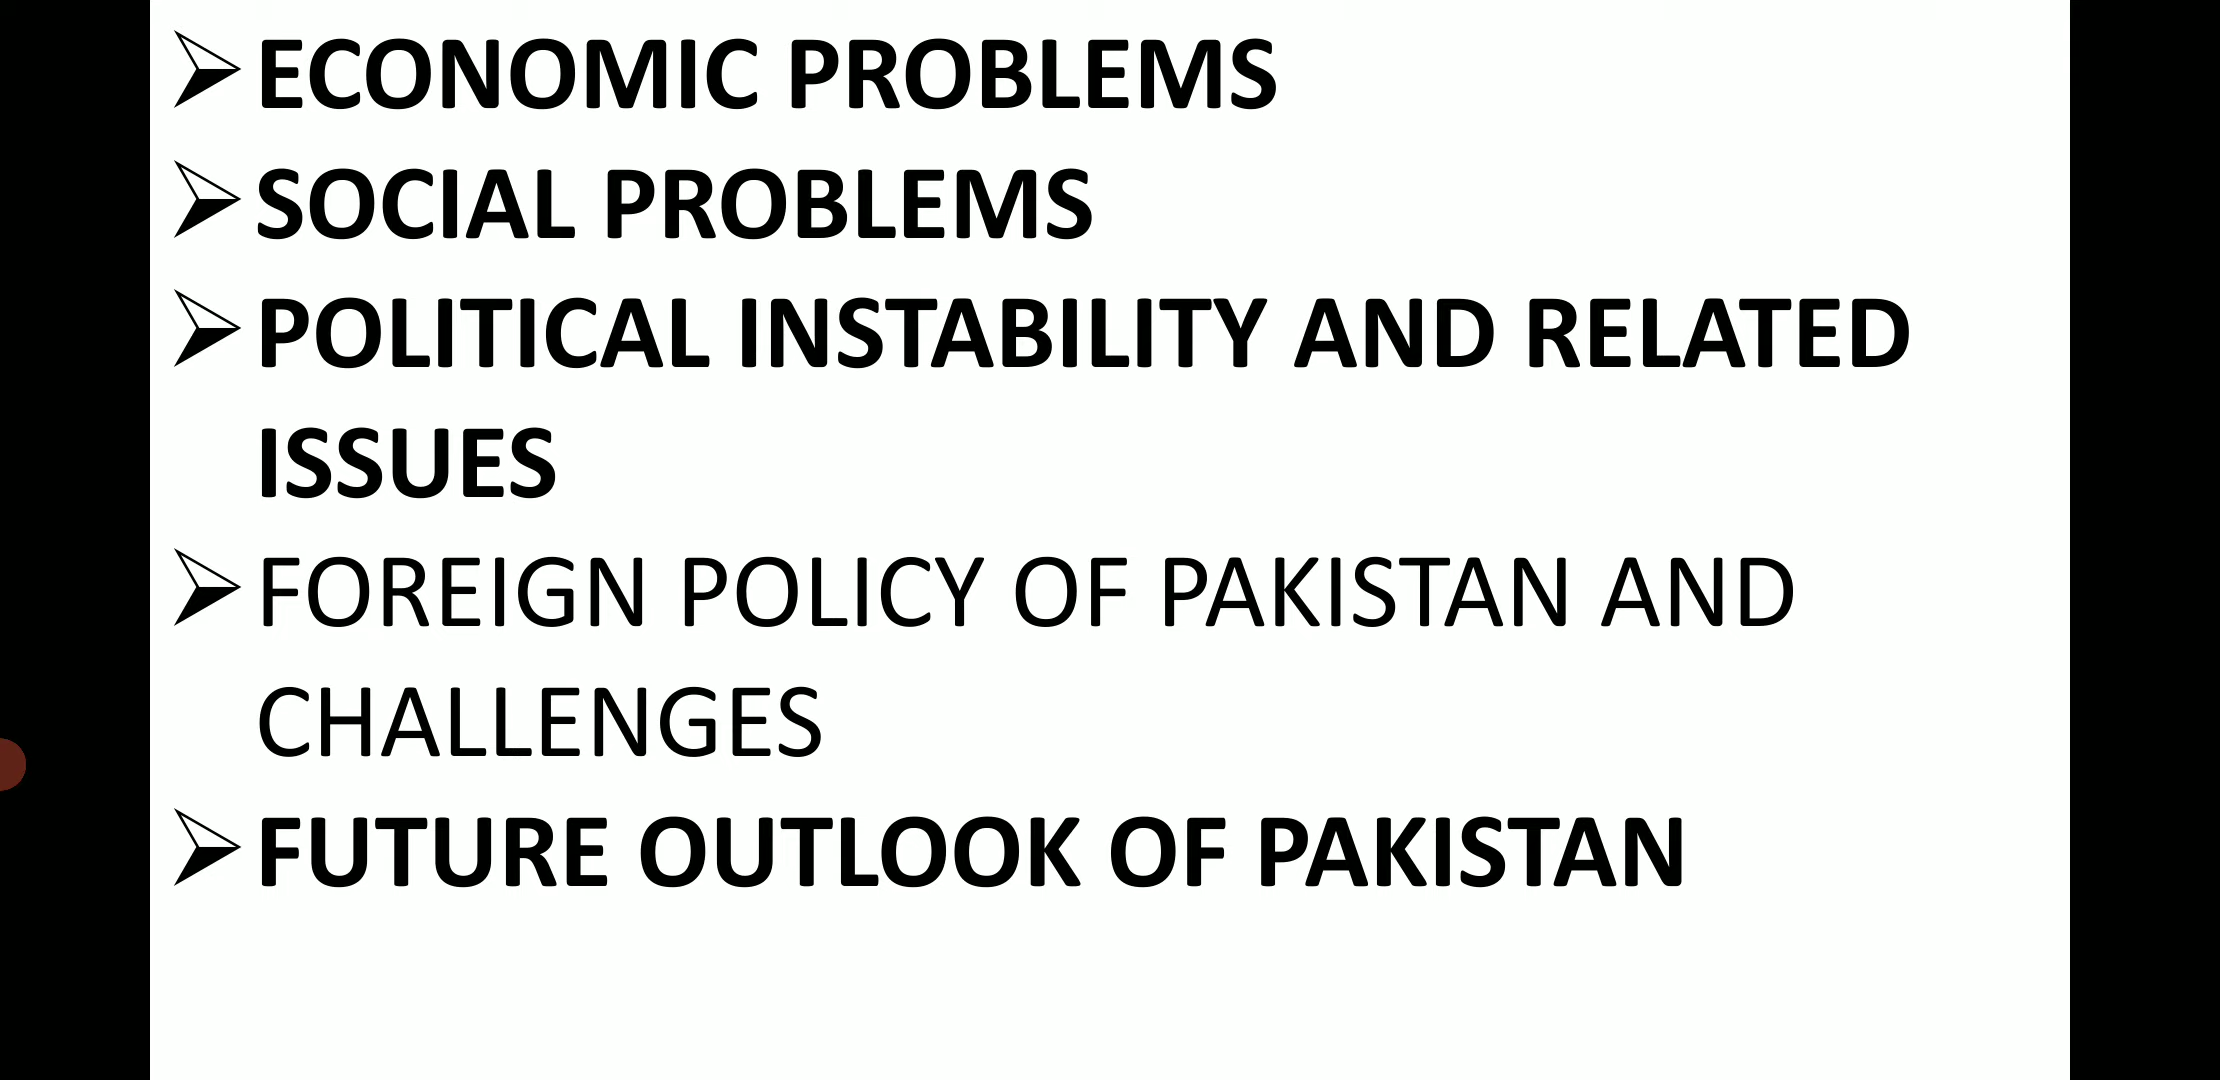 ➢ECONOMIC PROBLEMS
➢SOCIAL PROBLEMS
➢POLITICAL INSTABILITY AND RELATED
ISSUES
➢FOREIGN POLICY OF PAKISTAN AND
CHALLENGES
➢FUTURE OUTLOOK OF PAKISTAN